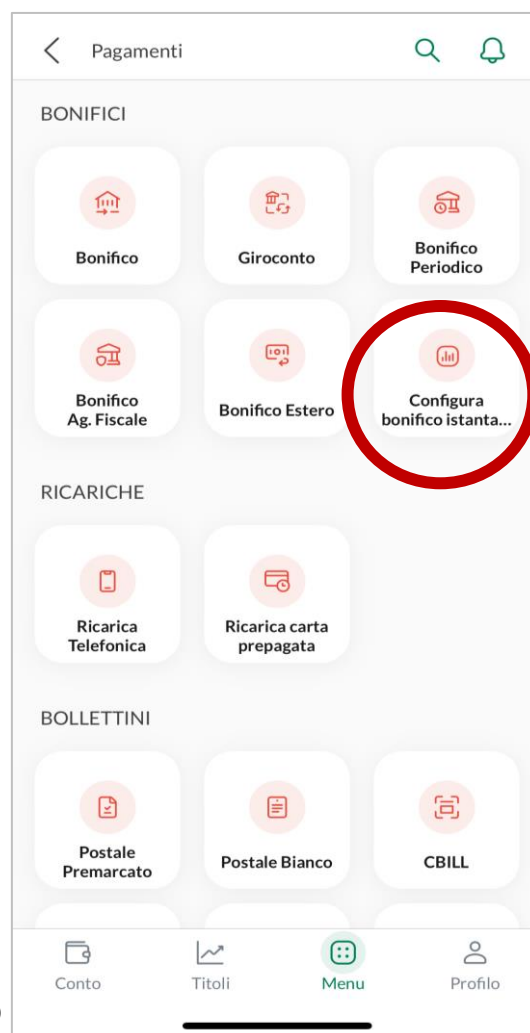 Pagamenti
BONIFICI
Bonifico
Giroconto
Bonifico
Periodico
Bonifico
Ag. Fiscale
Bonifico Estero
Configura
bonifico istanta...
RICARICHE
Ricarica
Telefonica
Ricarica carta
prepagata
BOLLETTINI
Postale
Premarcato
Postale Bianco
CBILL
Conto
Titoli
Menu
Profilo